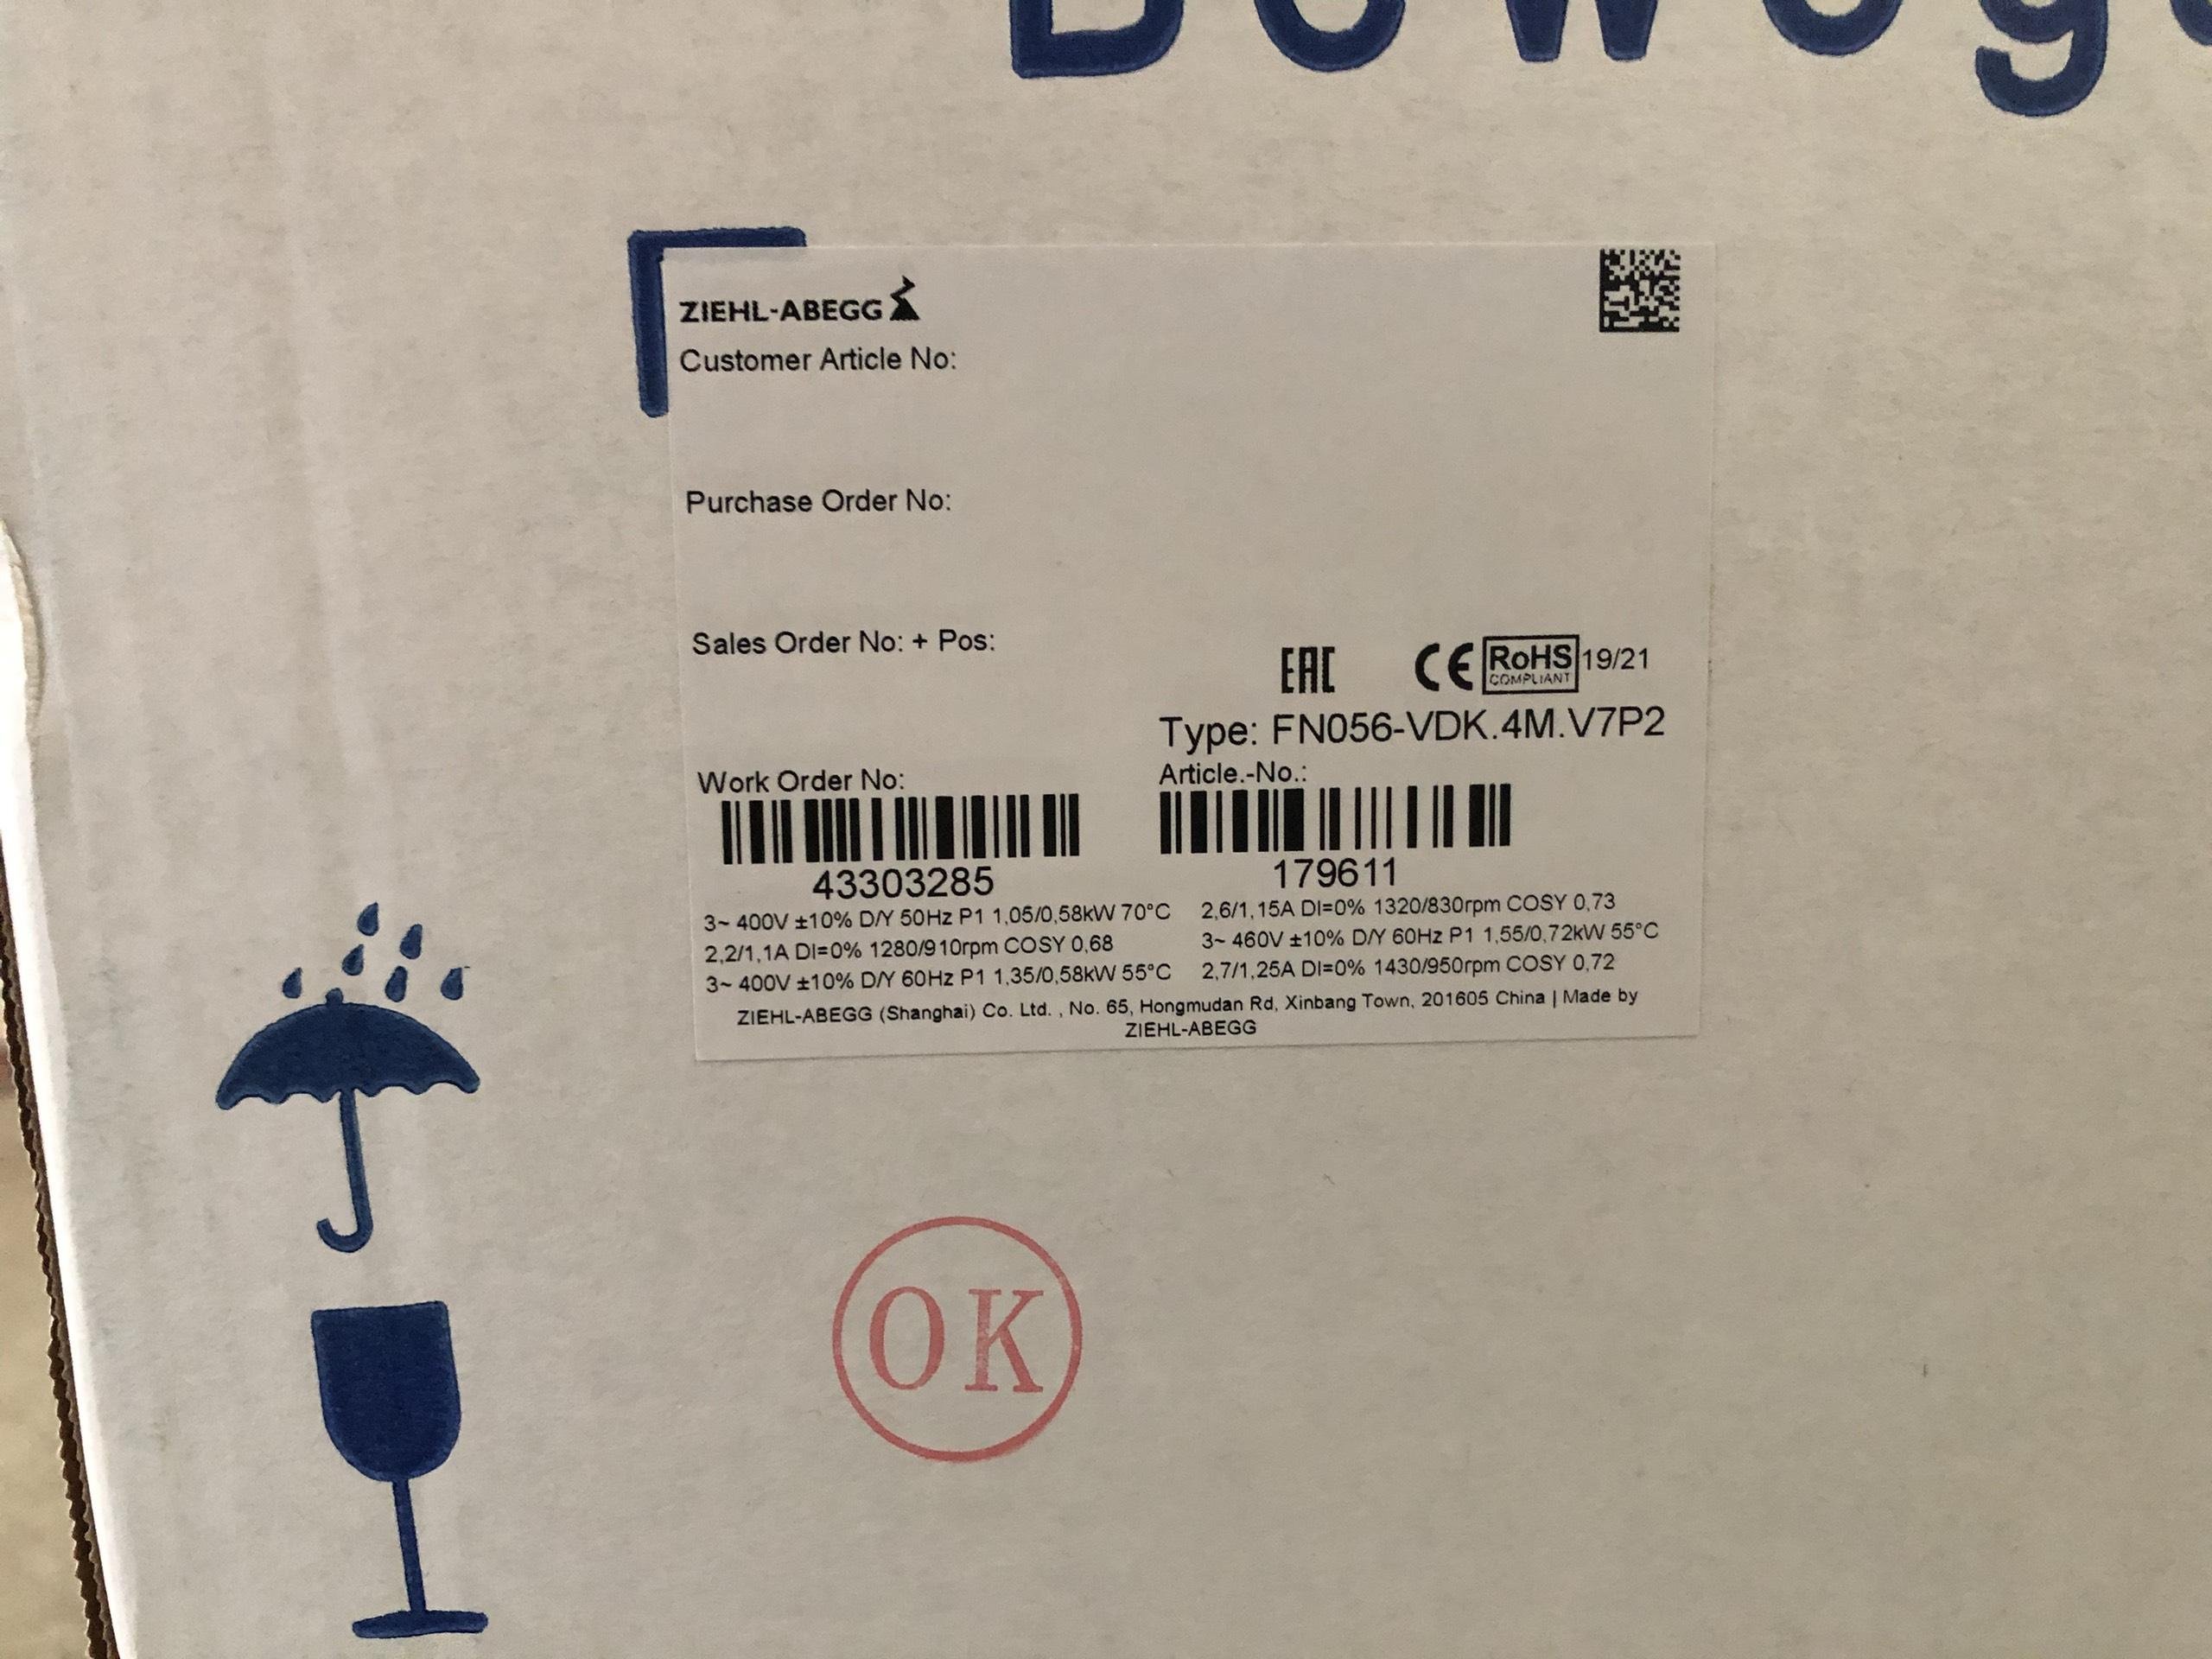 ZIEHL-ABEGG
Customer Article No:
Purchase Order No:
Sales Order No: + Pos:
EAC CE RoHS COMPLIANT 19/21
Type: FN056-VDK.4M.V7P2
Work Order No:
43303285
Article.-No.:
179611
3~ 400V ±10% D/Y 50Hz P1 1,05/0,58kW 70°C
2,2/1,1A DI=0% 1280/910rpm COSY 0,68
3~ 400V ±10% D/Y 60Hz P1 1,35/0,58kW 55°C
2,6/1,15A DI=0% 1320/830rpm COSY 0,73
3~ 460V ±10% D/Y 60Hz P1 1,55/0,72kW 55°C
2,7/1,25A DI=0% 1430/950rpm COSY 0,72
ZIEHL-ABEGG (Shanghai) Co. Ltd. , No. 65, Hongmudan Rd, Xinbang Town, 201605 China | Made by
ZIEHL-ABEGG
OK